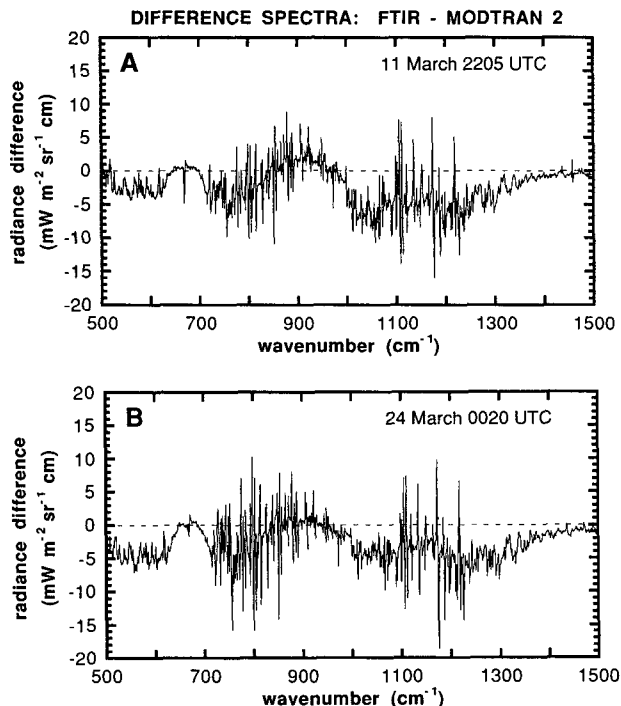 DIFFERENCE SPECTRA: FTIR - MODTRAN 2
A
11 March 2205 UTC
radiance difference
(mW m-2 sr-1 cm)
20
15
10
5
0
-5
-10
-15
-20
500 700 900 1100 1300 1500
wavenumber (cm-1)
B
24 March 0020 UTC
radiance difference
(mW m-2 sr-1 cm)
20
15
10
5
0
-5
-10
-15
-20
500 700 900 1100 1300 1500
wavenumber (cm-1)